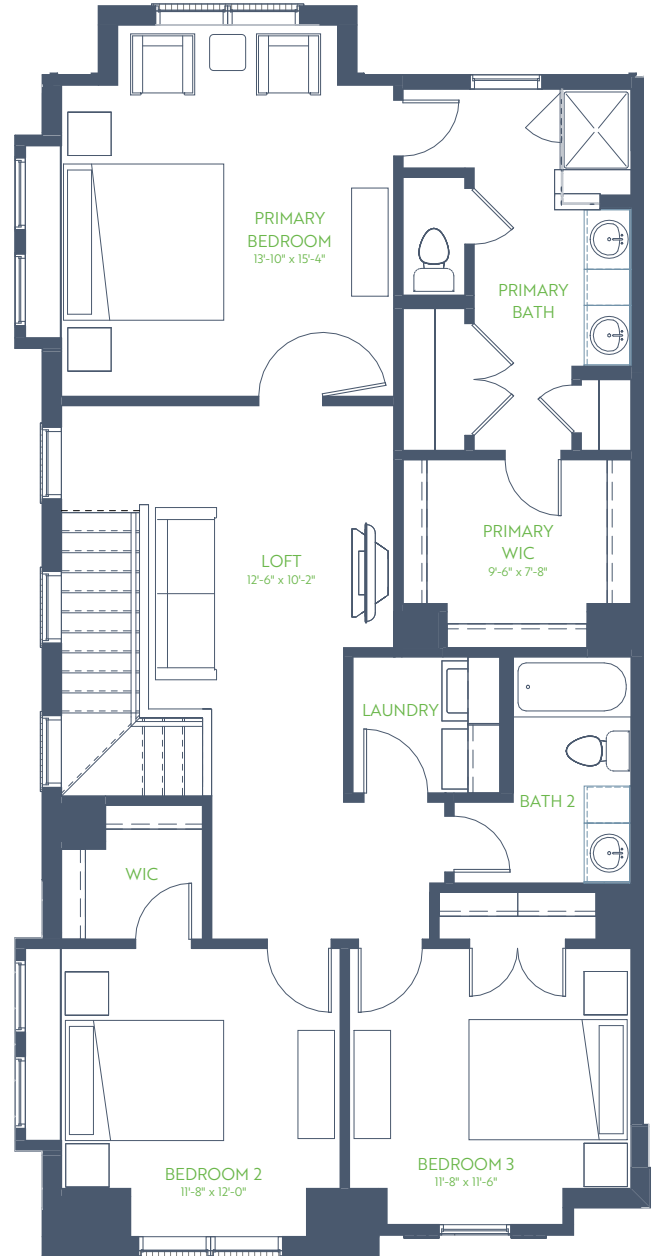 PRIMARY
BEDROOM
13'-10" x 15'-4"
PRIMARY
BATH
PRIMARY
WIC
9'-6" x 7'-8"
LOFT
12'-6" x 10'-2"
LAUNDRY
BATH 2
WIC
BEDROOM 2
11'-8" x 12'-0"
BEDROOM 3
11'-8" x 11'-6"